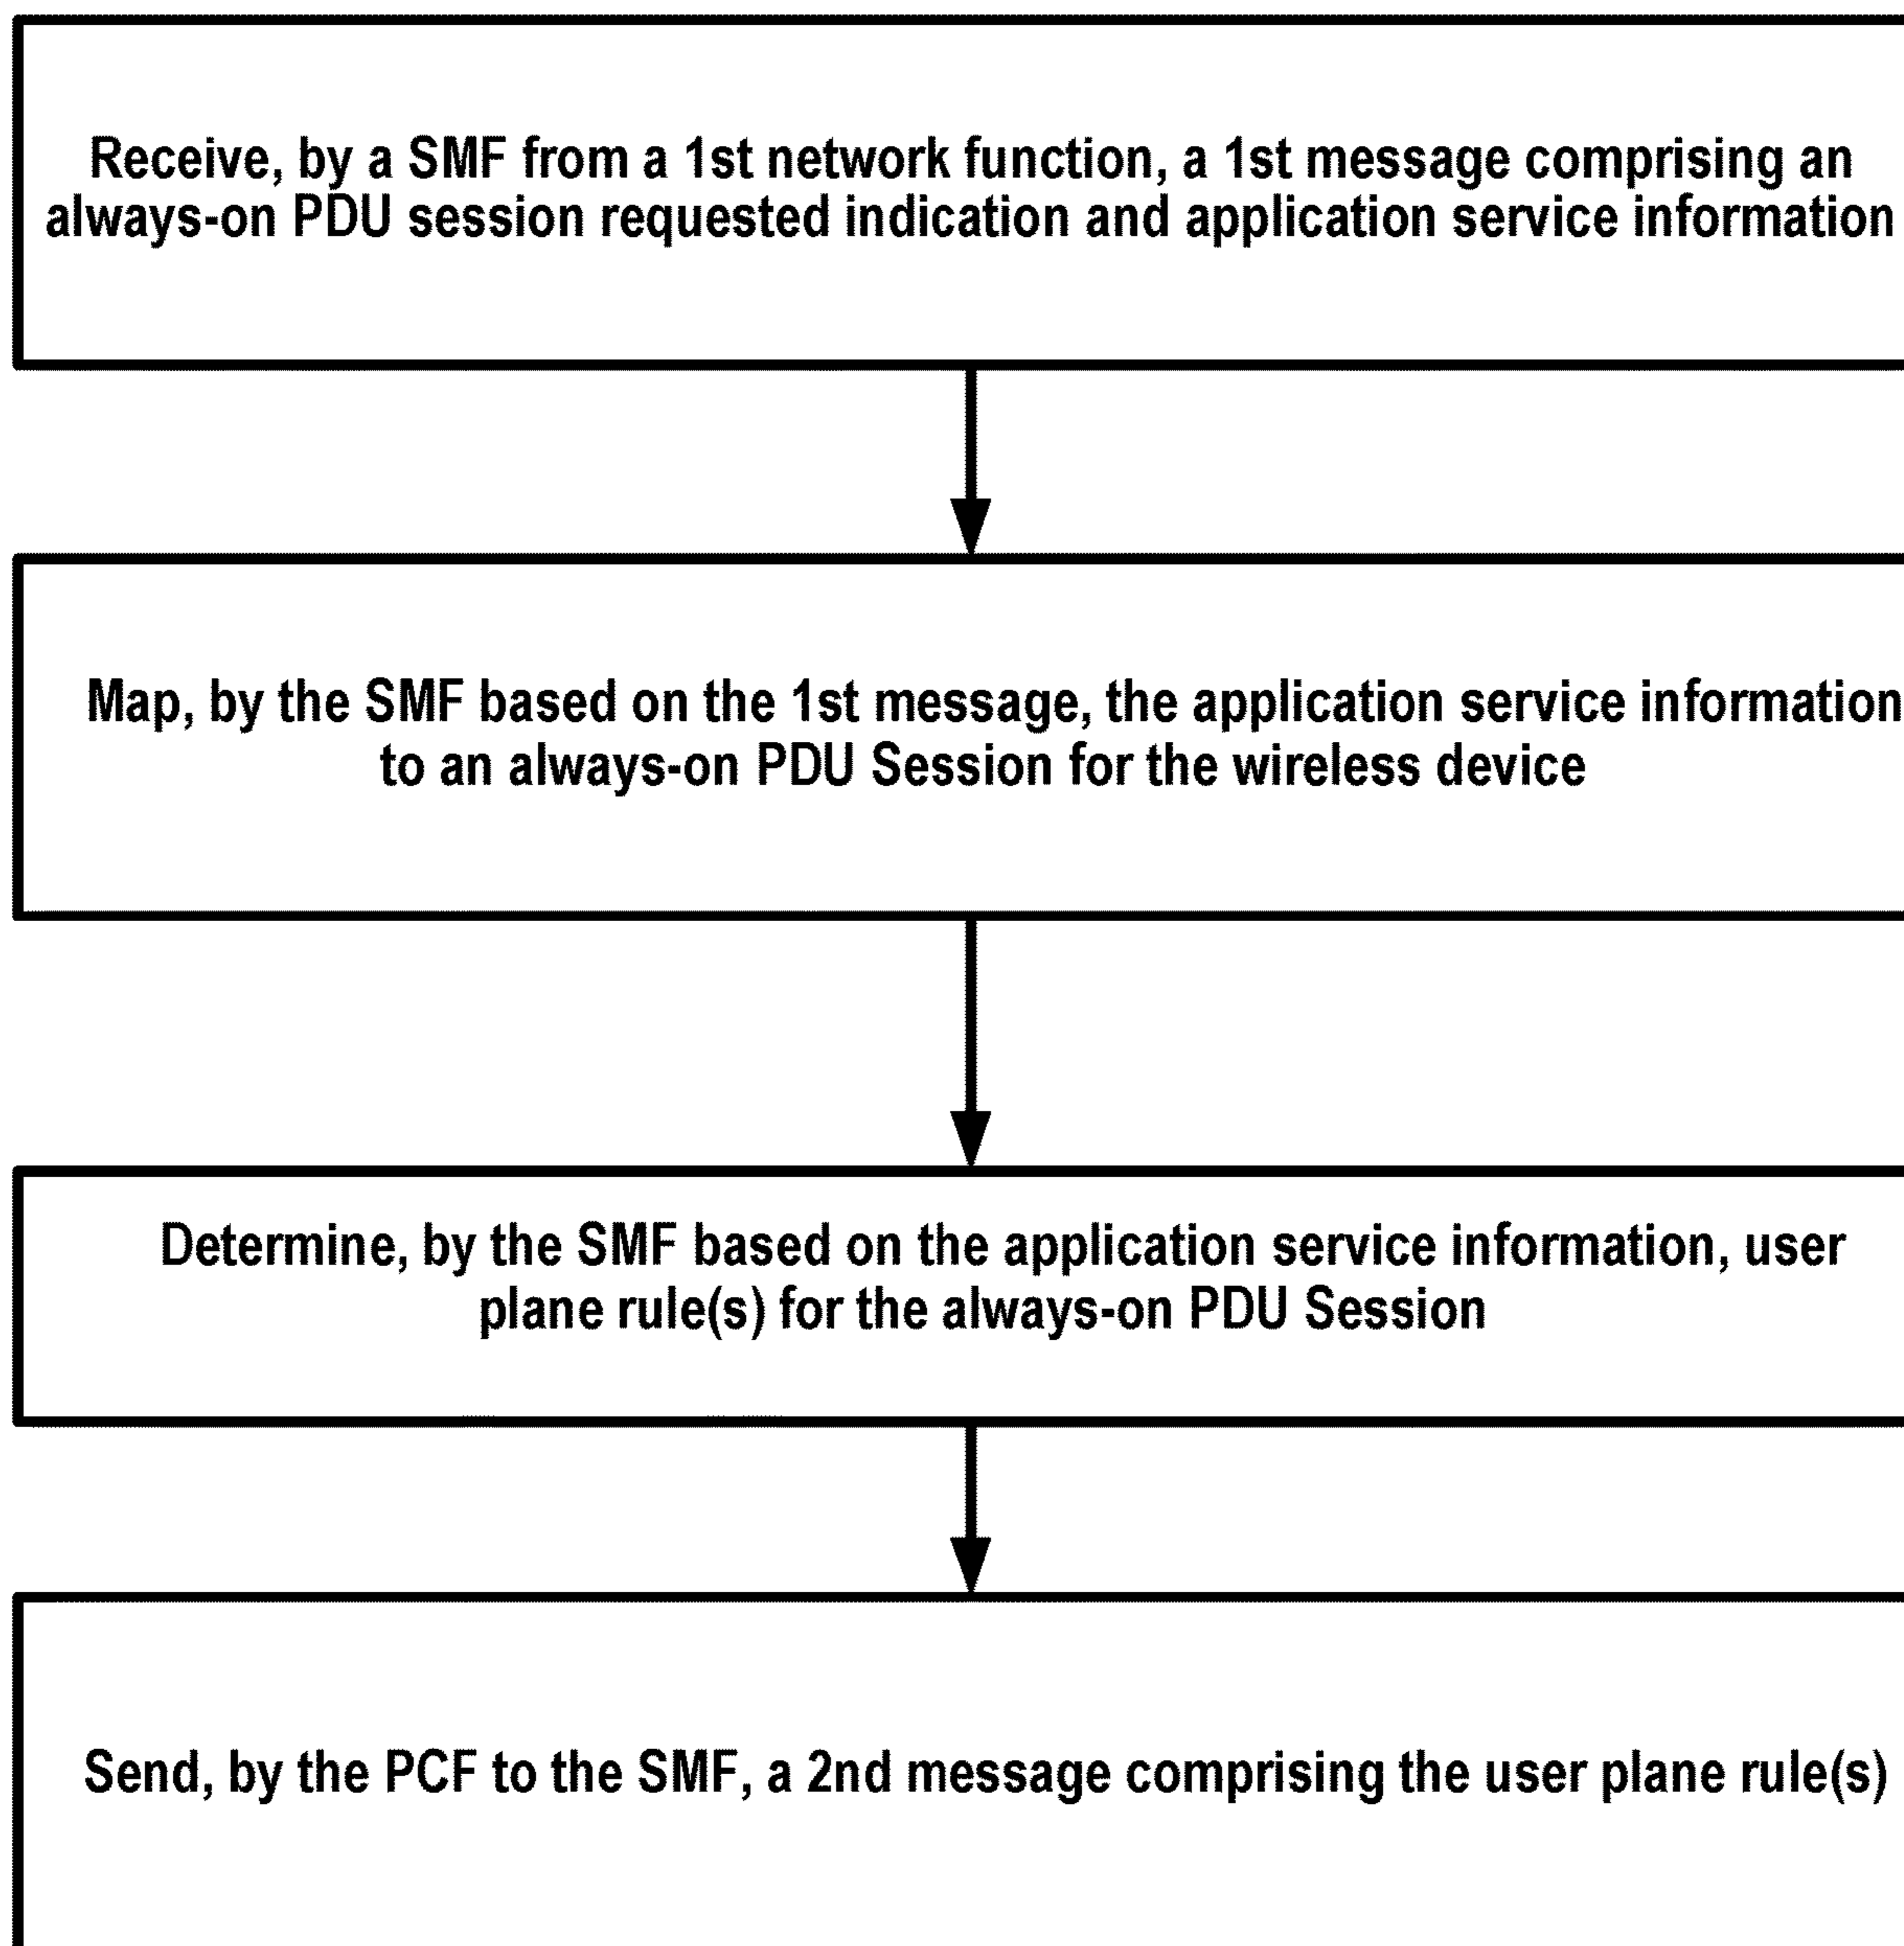 Receive, by a SMF from a 1st network function, a 1st message comprising an
always-on PDU session requested indication and application service information
Map, by the SMF based on the 1st message, the application service information
to an always-on PDU Session for the wireless device
Determine, by the SMF based on the application service information, user
plane rule(s) for the always-on PDU Session
Send, by the PCF to the SMF, a 2nd message comprising the user plane rule(s)